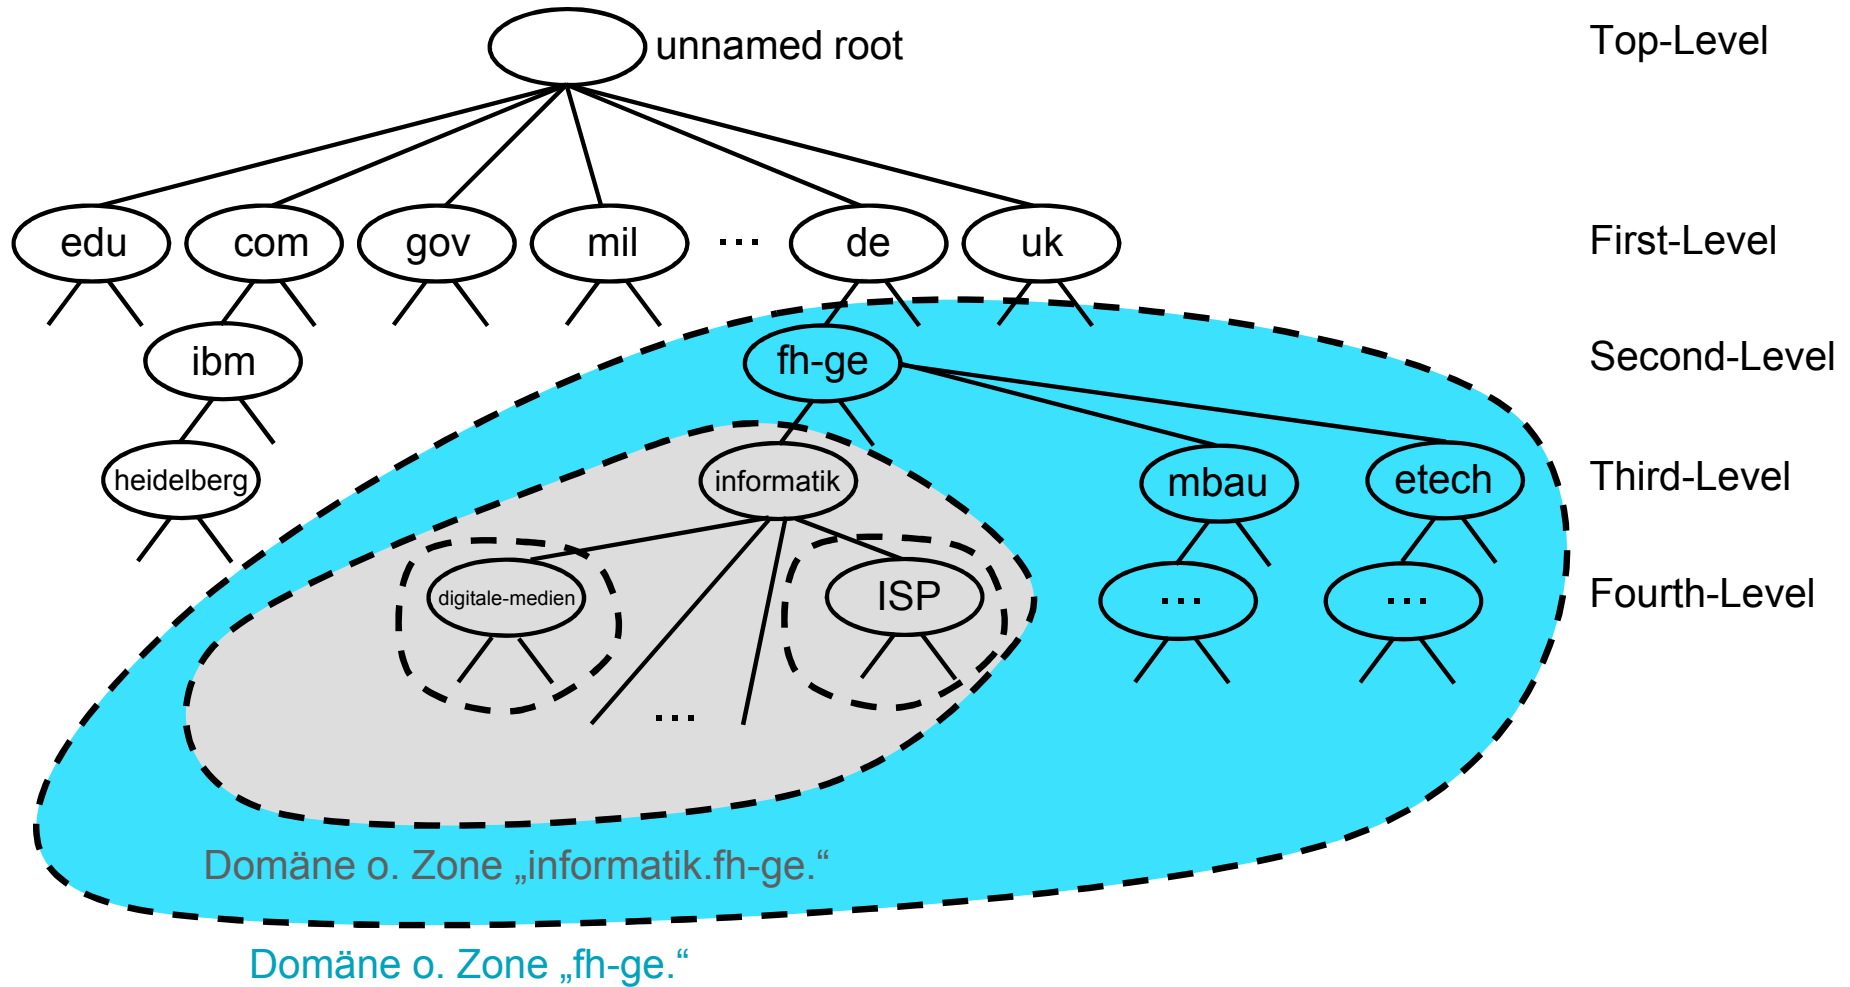 unnamed root
Top-Level
edu
com
gov
mil
...
de
uk
First-Level
ibm
fh-ge
Second-Level
heidelberg
informatik
mbau
etech
Third-Level
digitale-medien
ISP
...
...
Fourth-Level
...
Domäne o. Zone „informatik.fh-ge.“
Domäne o. Zone „fh-ge.“